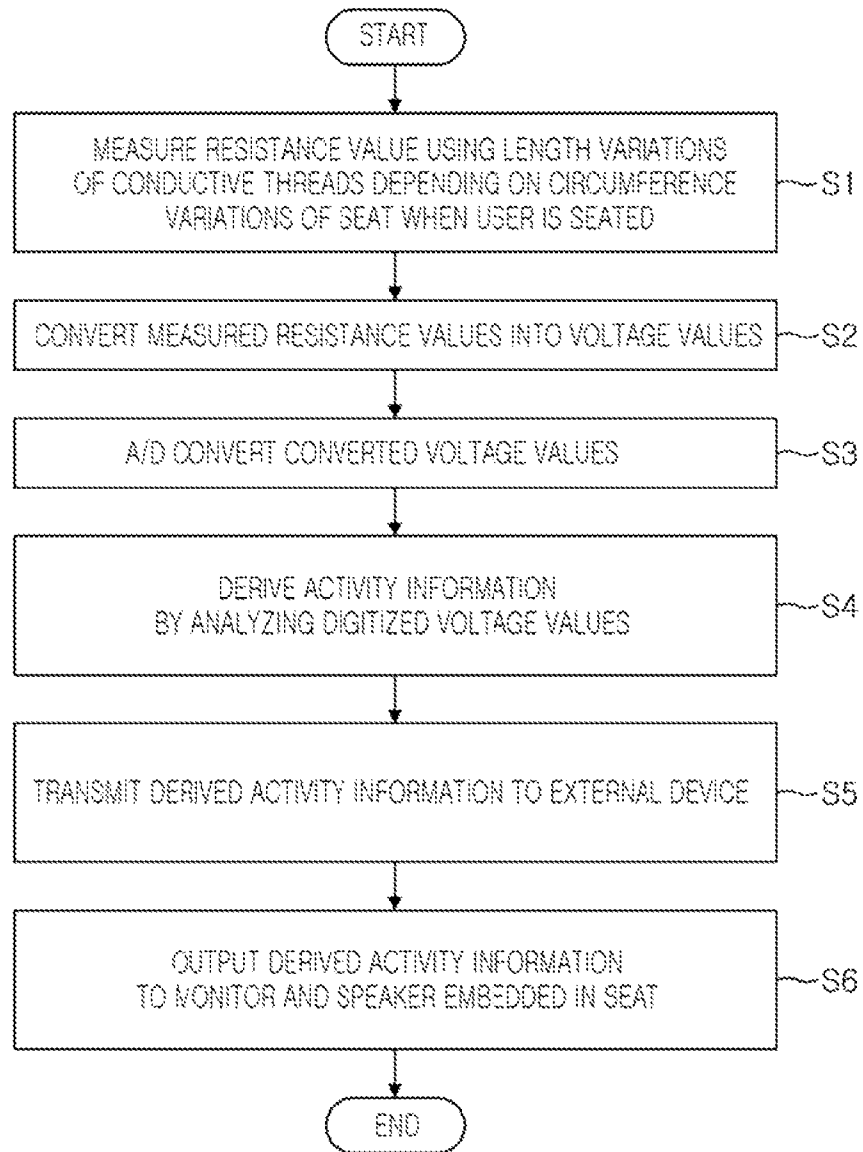 START
MEASURE RESISTANCE VALUE USING LENGTH VARIATIONS
OF CONDUCTIVE THREADS DEPENDING ON CIRCUMFERENCE
VARIATIONS OF SEAT WHEN USER IS SEATED
S1
CONVERT MEASURED RESISTANCE VALUES INTO VOLTAGE VALUES
S2
A/D CONVERT CONVERTED VOLTAGE VALUES
S3
DERIVE ACTIVITY INFORMATION
BY ANALYZING DIGITIZED VOLTAGE VALUES
S4
TRANSMIT DERIVED ACTIVITY INFORMATION TO EXTERNAL DEVICE
S5
OUTPUT DERIVED ACTIVITY INFORMATION
TO MONITOR AND SPEAKER EMBEDDED IN SEAT
S6
END